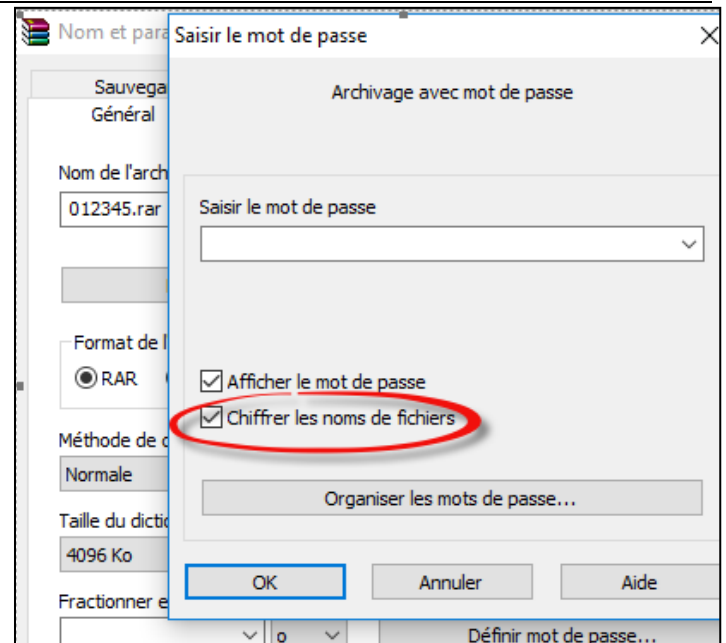 Nom et para
Saisir le mot de passe
Sauvega
Archivage avec mot de passe
Général
Nom de l'arch
012345.rar
Saisir le mot de passe
Format de l
RAR
Afficher le mot de passe
Chiffrer les noms de fichiers
Méthode de c
Normale
Organiser les mots de passe...
Taille du dictio
4096 Ko
OK
Annuler
Aide
Fractionner e
o
Définir mot de passe...